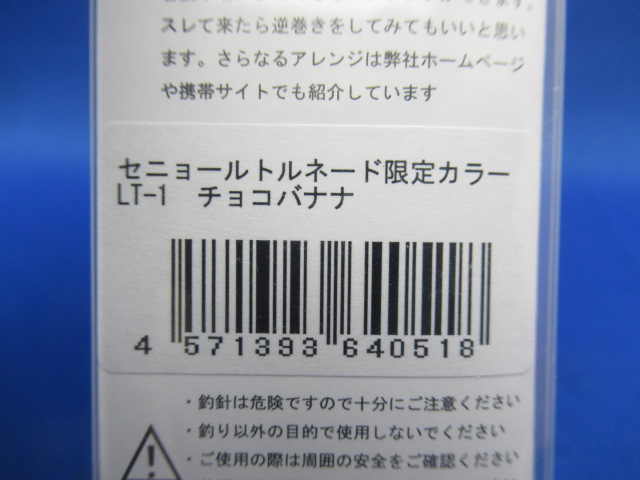 スレて来たら逆巻きをしてみてもいいと思い
ます。さらなるアレンジは弊社ホームページ
や携帯サイトでも紹介しています
セニョールトルネード限定カラー
LT-1 チョコバナナ
4 571393 640518
・釣針は危険ですので十分にご注意ください
・釣り以外の目的で使用しないでください
・ご使用の際は周囲の安全をご確認ください